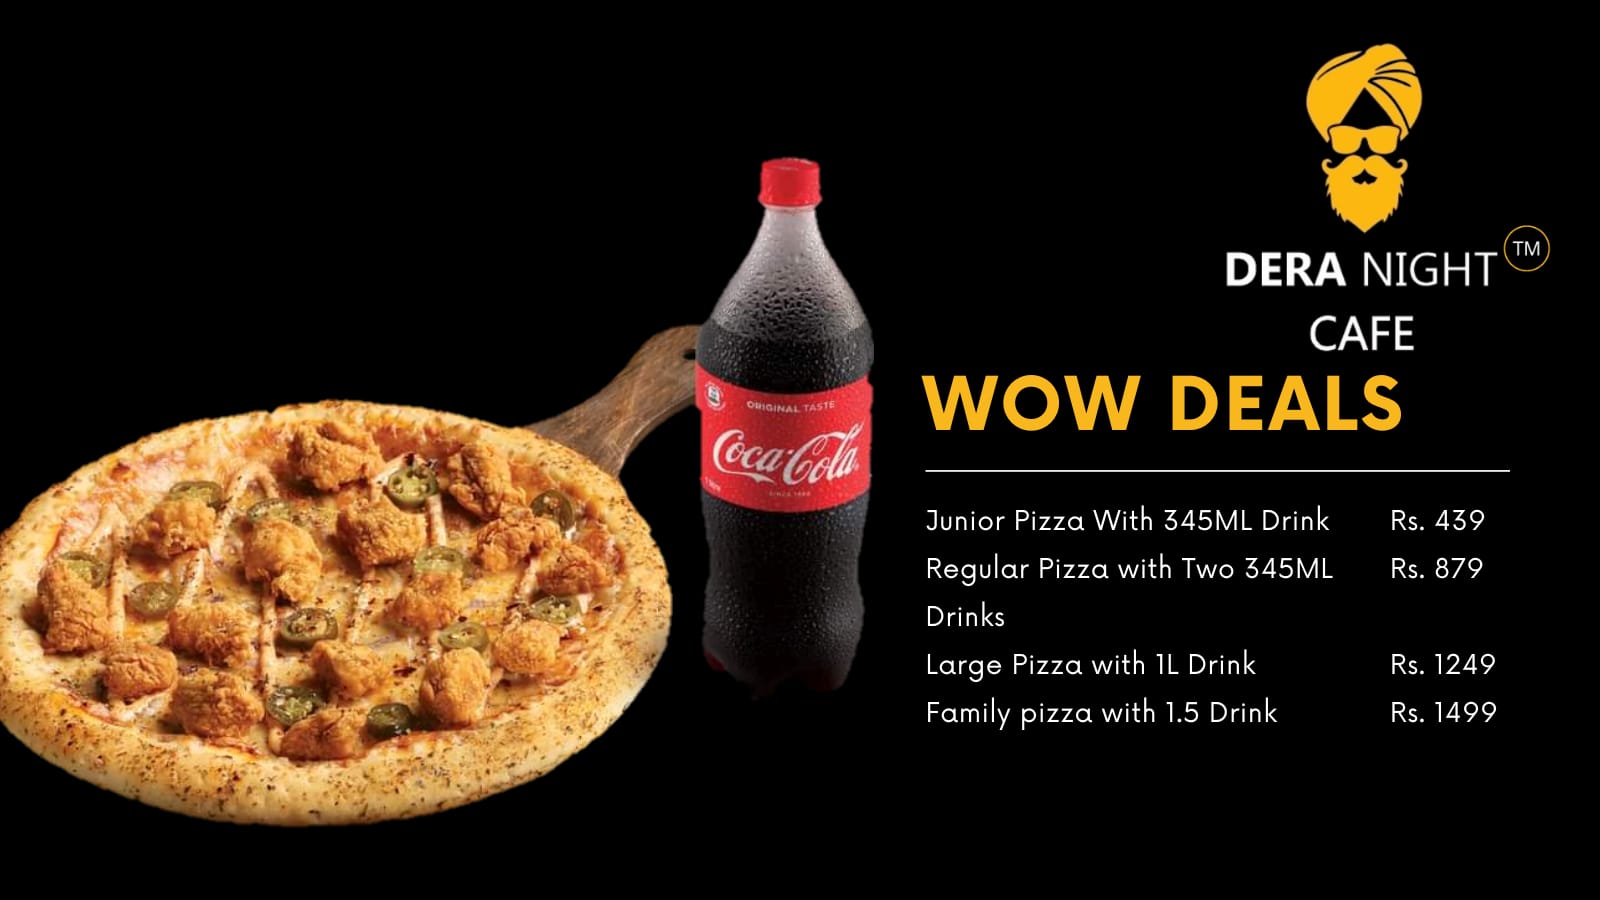 DERA NIGHT TM
CAFE
WOW DEALS
ORIGINAL TASTE
Coca-Cola
Junior Pizza With 345ML Drink Rs. 439
Regular Pizza with Two 345ML Rs. 879
Drinks
Large Pizza with 1L Drink Rs. 1249
Family pizza with 1.5 Drink Rs. 1499